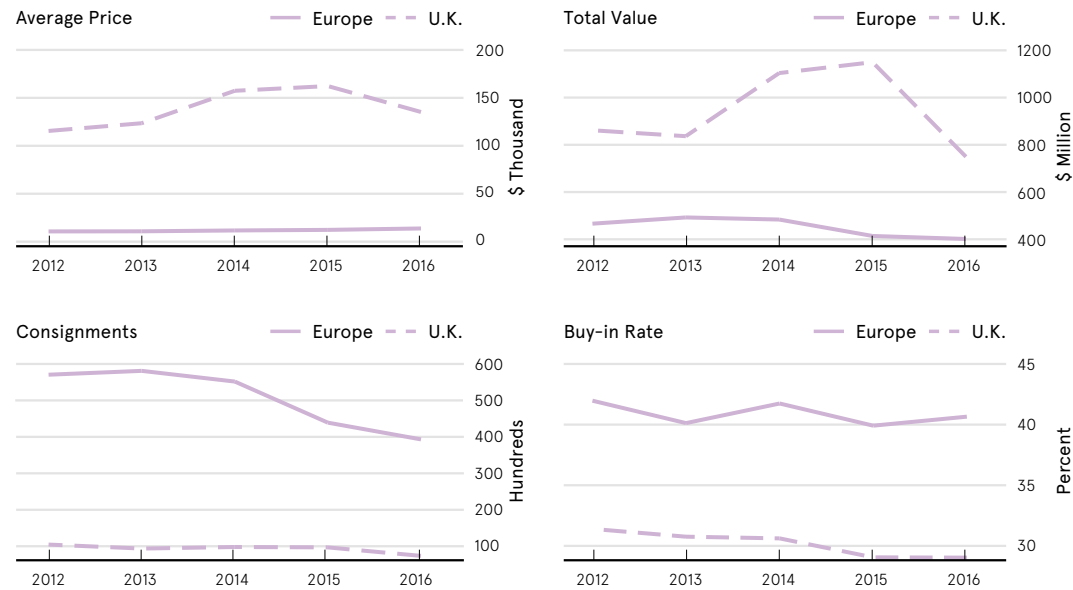 Average Price
Europe U.K.
200
150
100
50
0
$ Thousand
2012 2013 2014 2015 2016
Total Value
Europe U.K.
1200
1000
800
600
400
$ Million
2012 2013 2014 2015 2016
Consignments
Europe U.K.
600
500
400
300
200
100
Hundreds
2012 2013 2014 2015 2016
Buy-in Rate
Europe U.K.
45
40
35
30
Percent
2012 2013 2014 2015 2016